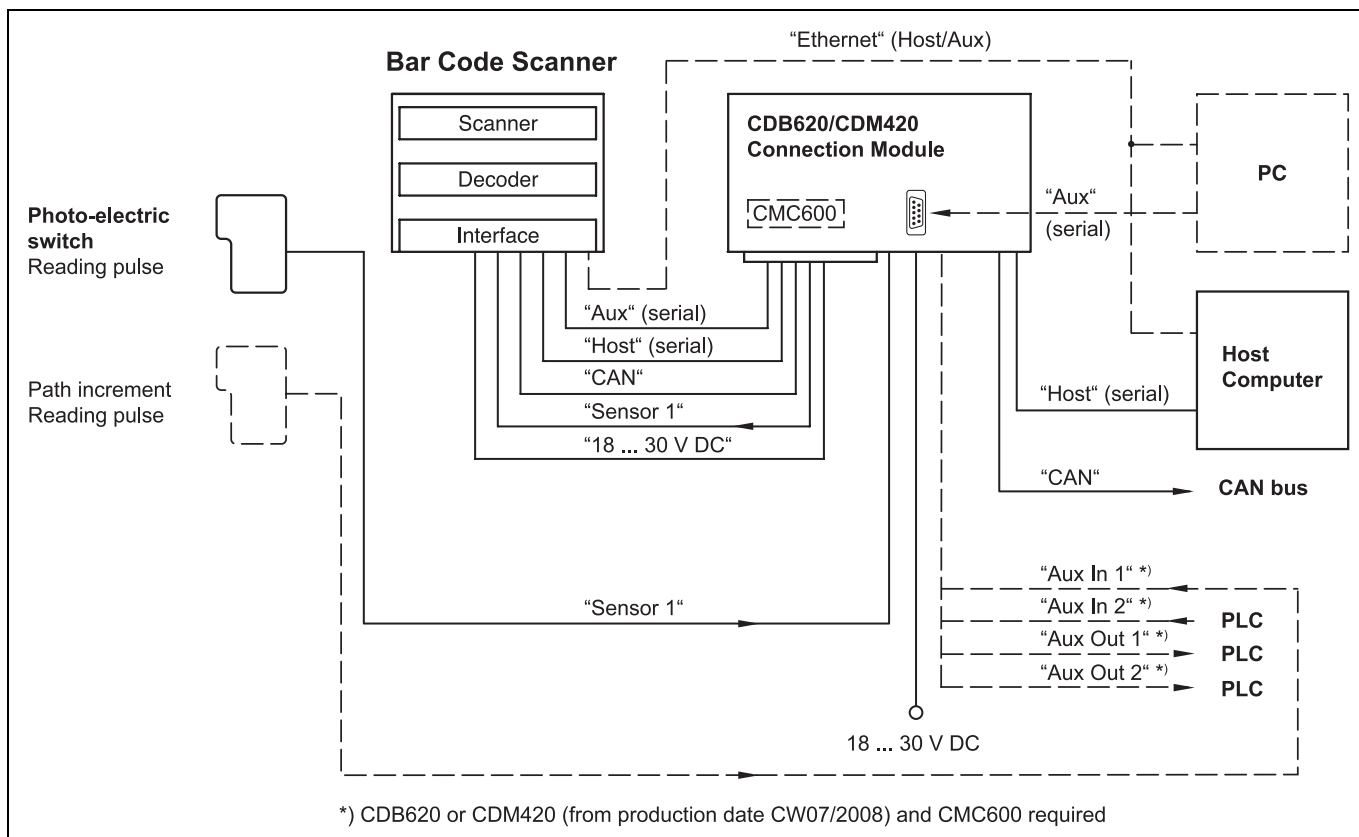 “Ethernet“ (Host/Aux)
Bar Code Scanner
Scanner
Decoder
Interface
CDB620/CDM420
Connection Module
CMC600
PC
“Aux“
(serial)
Photo-electric
switch
Reading pulse
“Aux“ (serial)
“Host“ (serial)
“CAN“
“Sensor 1“
“18 ... 30 V DC“
Host
Computer
“Host“ (serial)
Path increment
Reading pulse
“CAN“
CAN bus
“Aux In 1“ *)
“Aux In 2“ *)
PLC
“Aux Out 1“ *)
PLC
“Aux Out 2“ *)
PLC
“Sensor 1“
18 ... 30 V DC
*) CDB620 or CDM420 (from production date CW07/2008) and CMC600 required